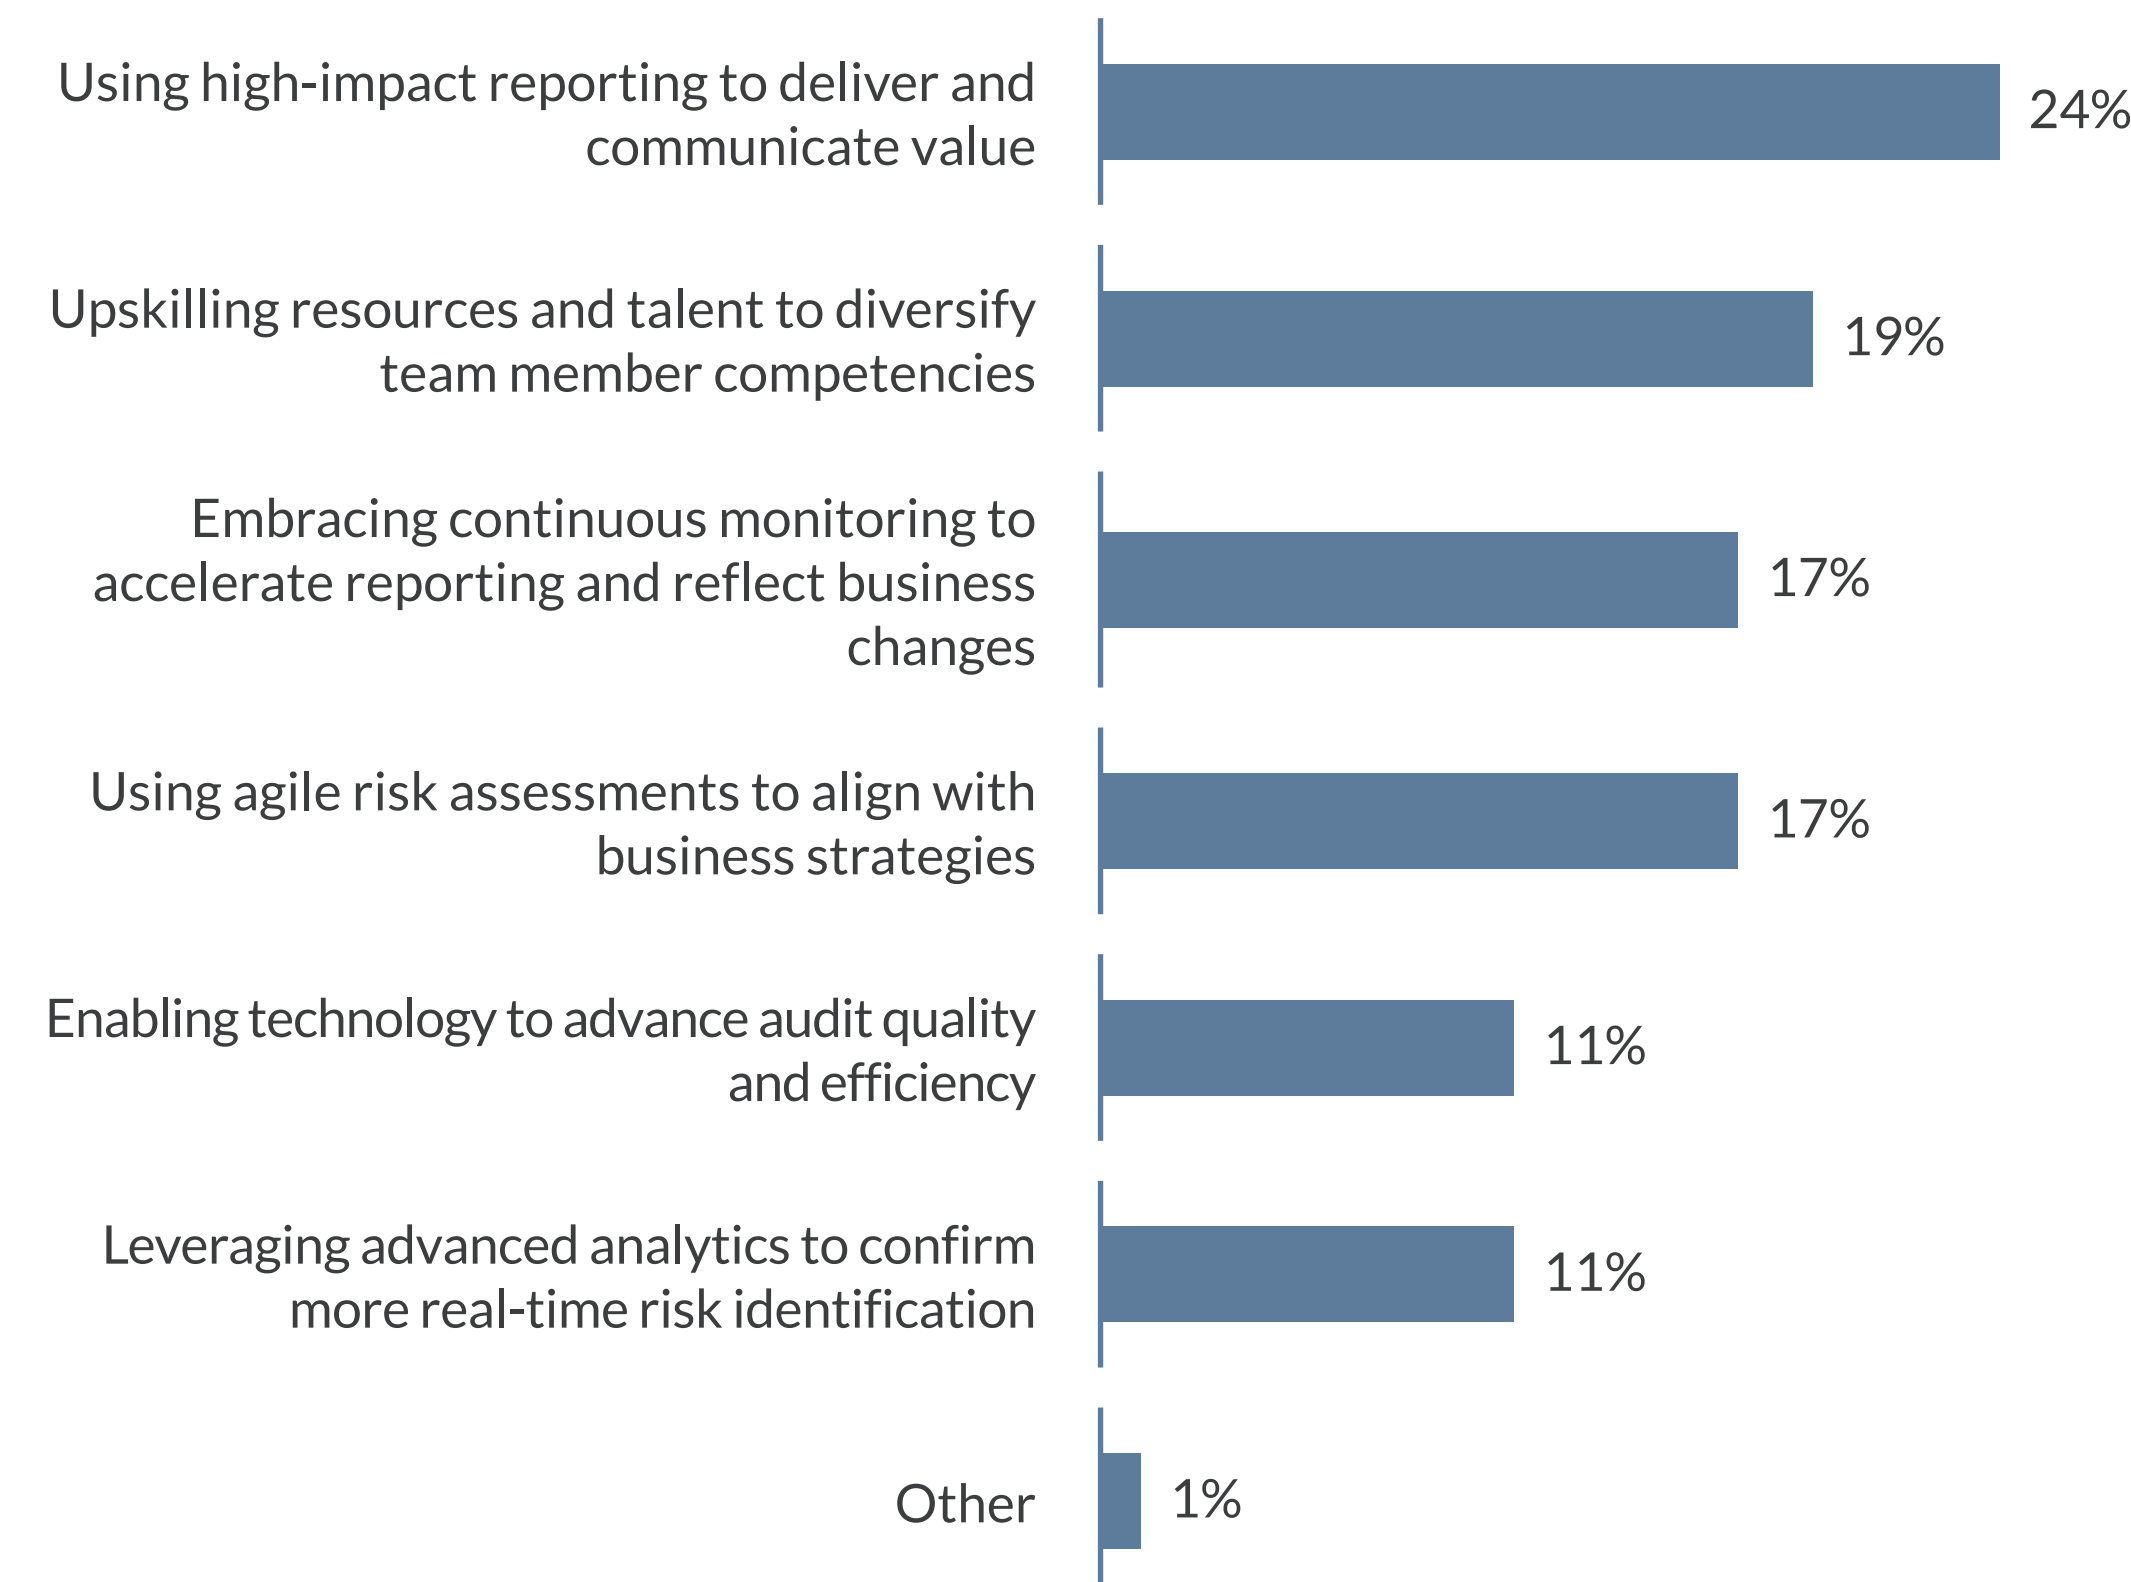 Using high-impact reporting to deliver and
communicate value
24%
Upskilling resources and talent to diversify
team member competencies
19%
Embracing continuous monitoring to
accelerate reporting and reflect business
changes
17%
Using agile risk assessments to align with
business strategies
17%
Enabling technology to advance audit quality
and efficiency
11%
Leveraging advanced analytics to confirm
more real-time risk identification
11%
Other
1%